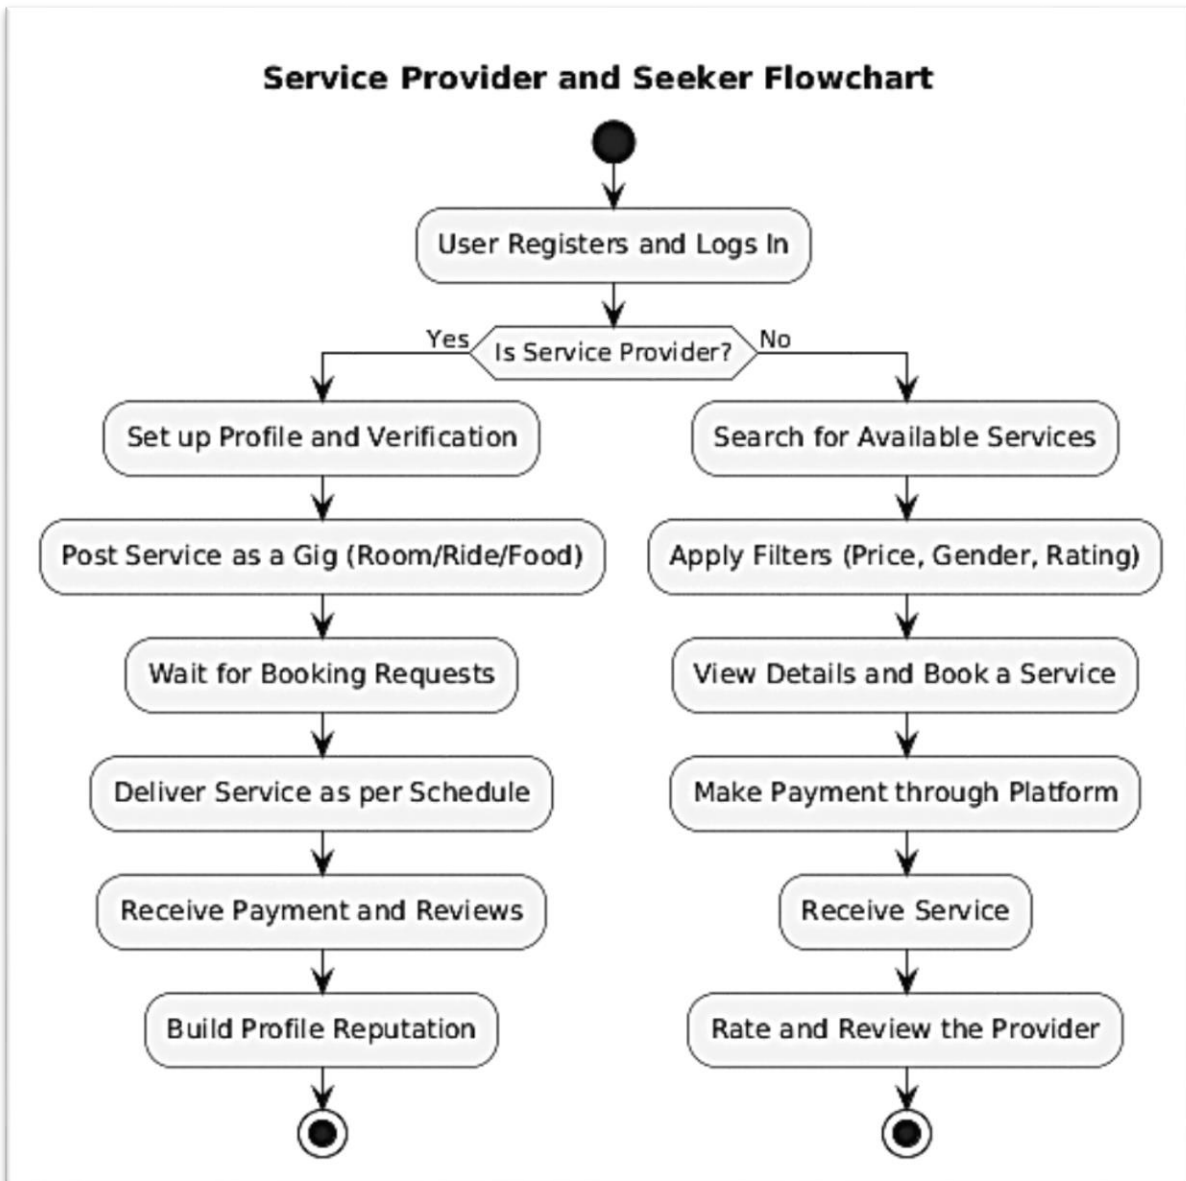 Service Provider and Seeker Flowchart
User Registers and Logs In
Yes
Is Service Provider?
No
Set up Profile and Verification
Post Service as a Gig (Room/Ride/Food)
Wait for Booking Requests
Deliver Service as per Schedule
Receive Payment and Reviews
Build Profile Reputation
Search for Available Services
Apply Filters (Price, Gender, Rating)
View Details and Book a Service
Make Payment through Platform
Receive Service
Rate and Review the Provider